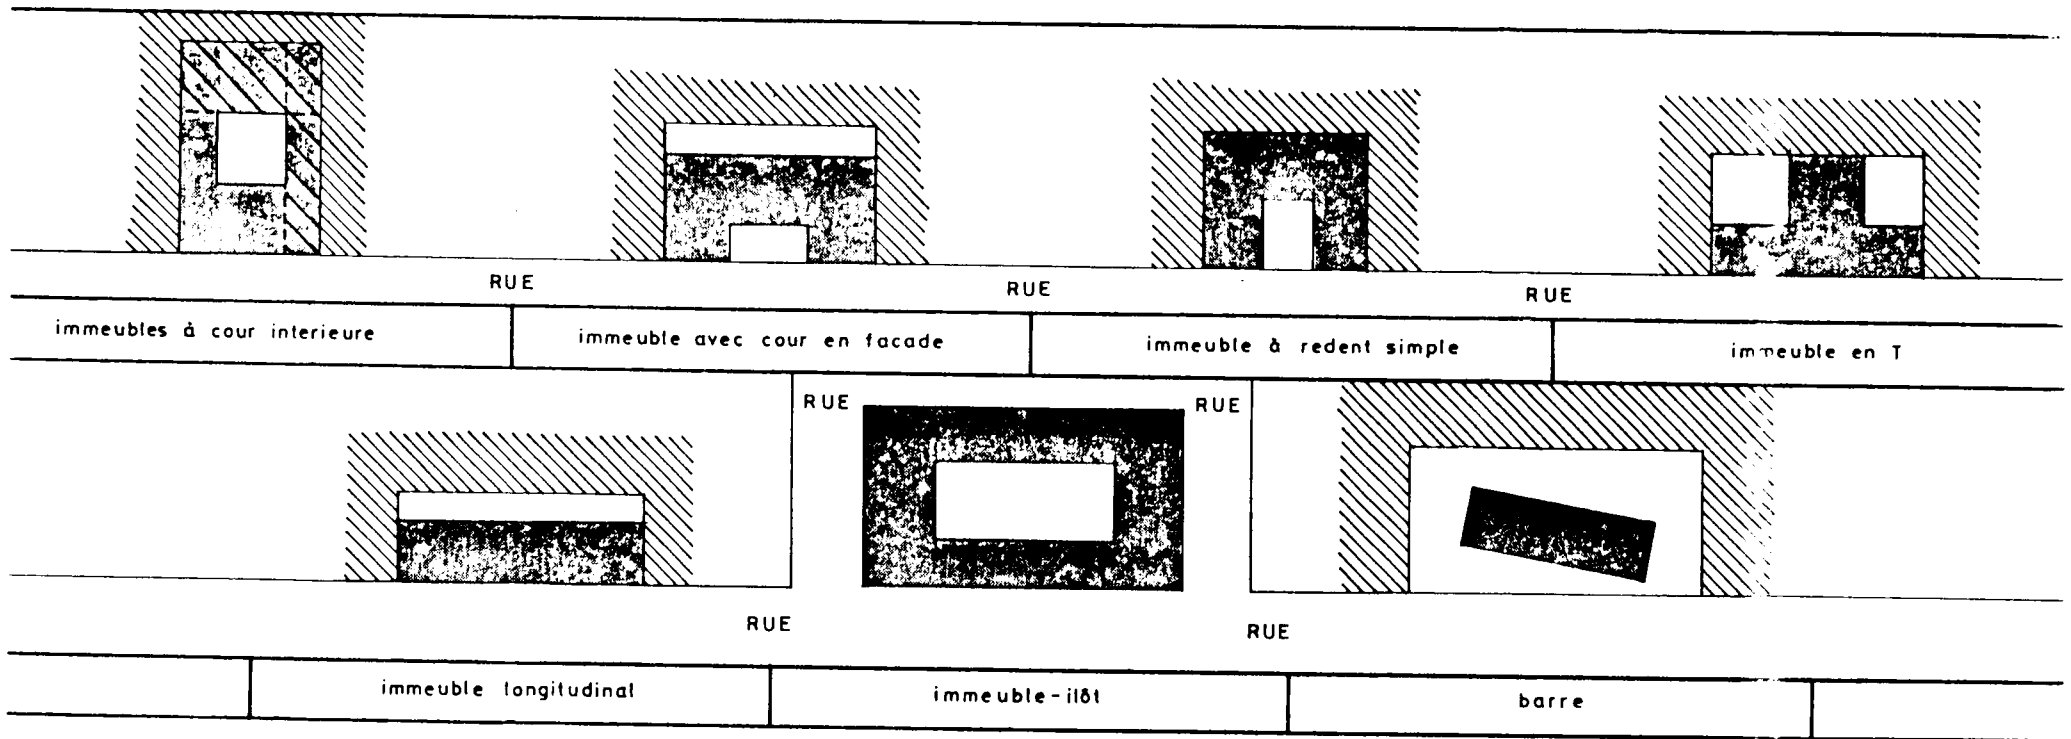 RUE RUE RUE
immeubles à cour interieure immeuble avec cour en facade immeuble à redent simple immeuble en T
RUE RUE
RUE RUE
immeuble longitudinal immeuble-ilôt barre